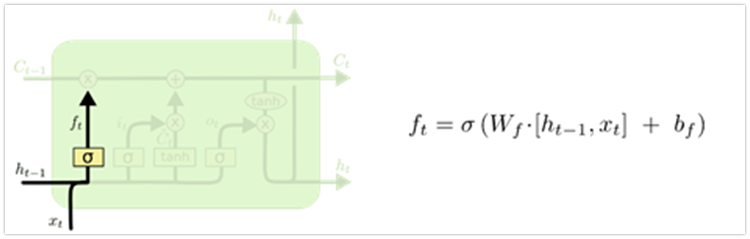 h_t
C_{t-1}
C_t
×
+
tanh
f_t
i_t
o_t
×
×
C̃_t
σ
σ
tanh
σ
h_{t-1}
h_t
x_t
f_t = σ (W_f·[h_{t-1}, x_t] + b_f)